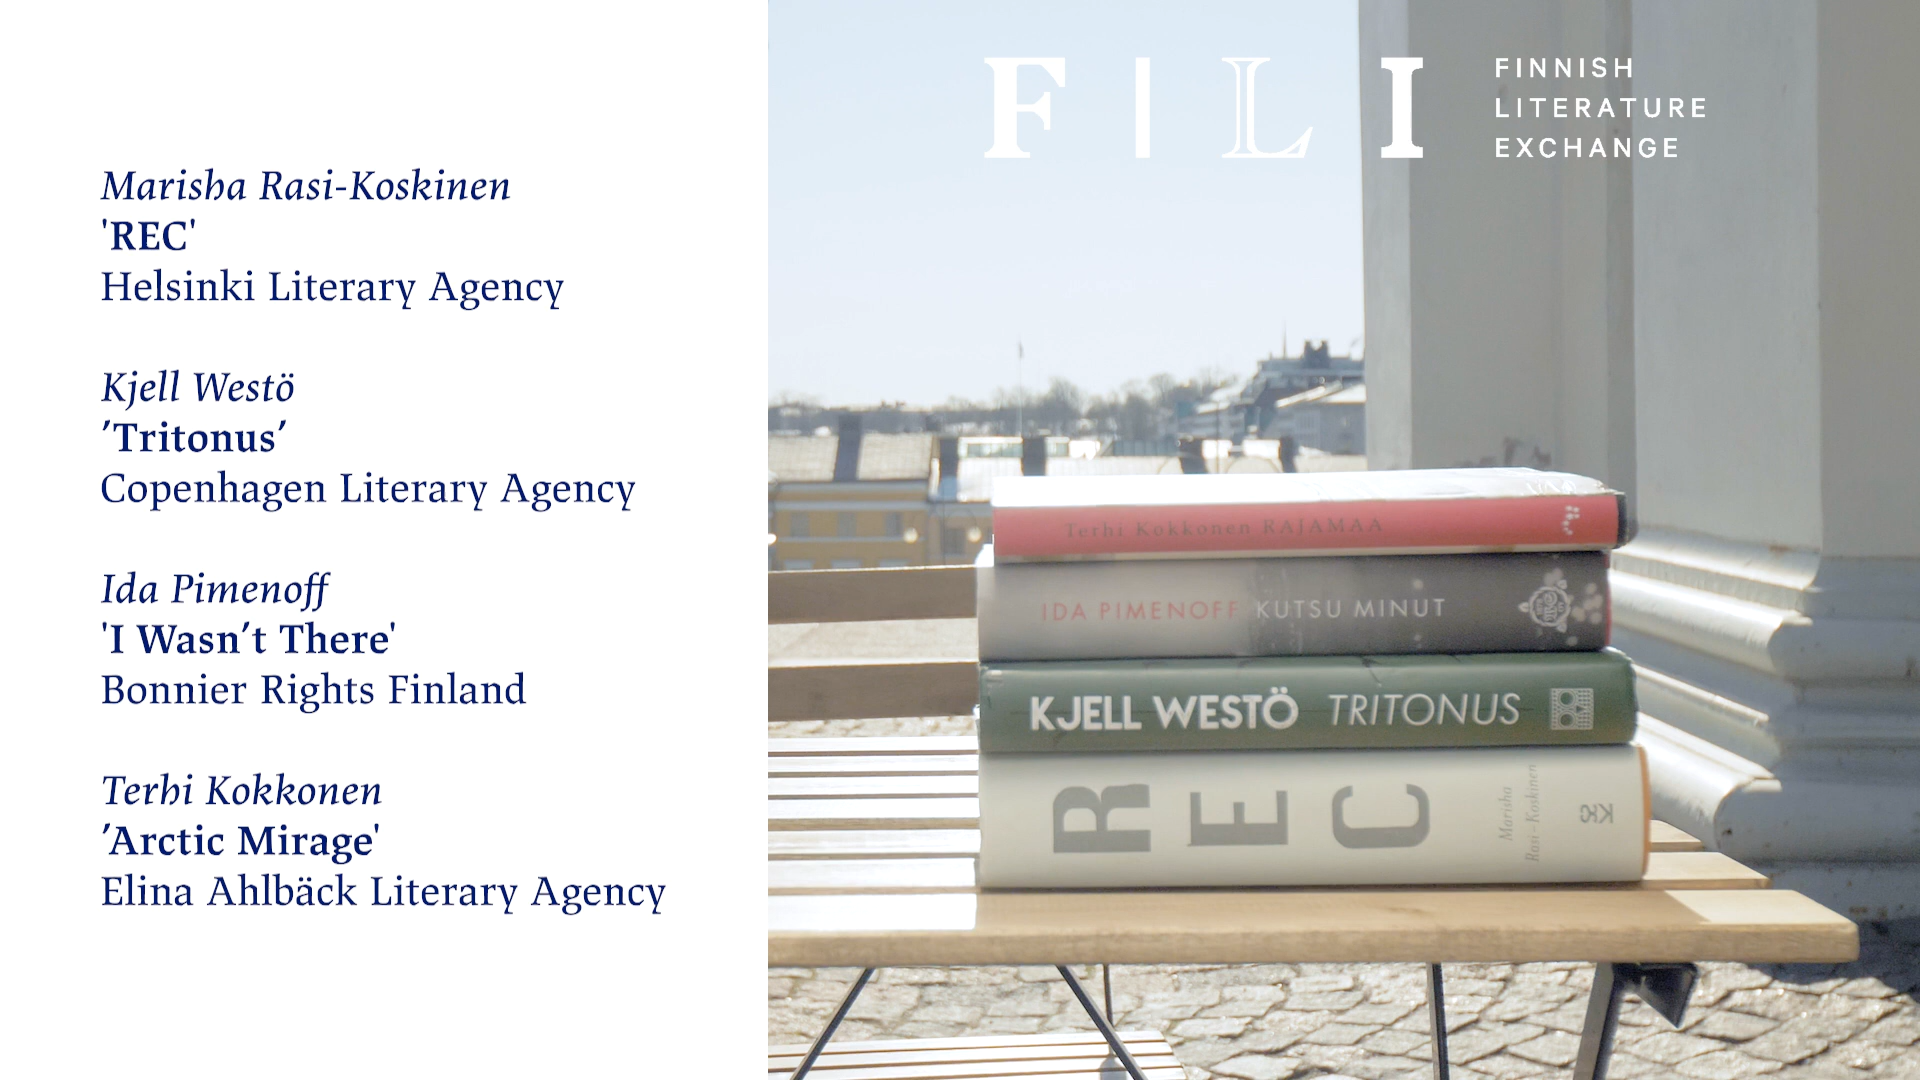 Marisha Rasi-Koskinen
'REC'
Helsinki Literary Agency
Kjell Westö
’Tritonus’
Copenhagen Literary Agency
Ida Pimenoff
'I Wasn’t There'
Bonnier Rights Finland
Terhi Kokkonen
’Arctic Mirage'
Elina Ahlbäck Literary Agency
FILI
FINNISH
LITERATURE
EXCHANGE
Terhi Kokkonen RAJAMAA
IDA PIMENOFF KUTSU MINUT
KJELL WESTÖ TRITONUS
REC
Marisha
Rasi-Koskinen